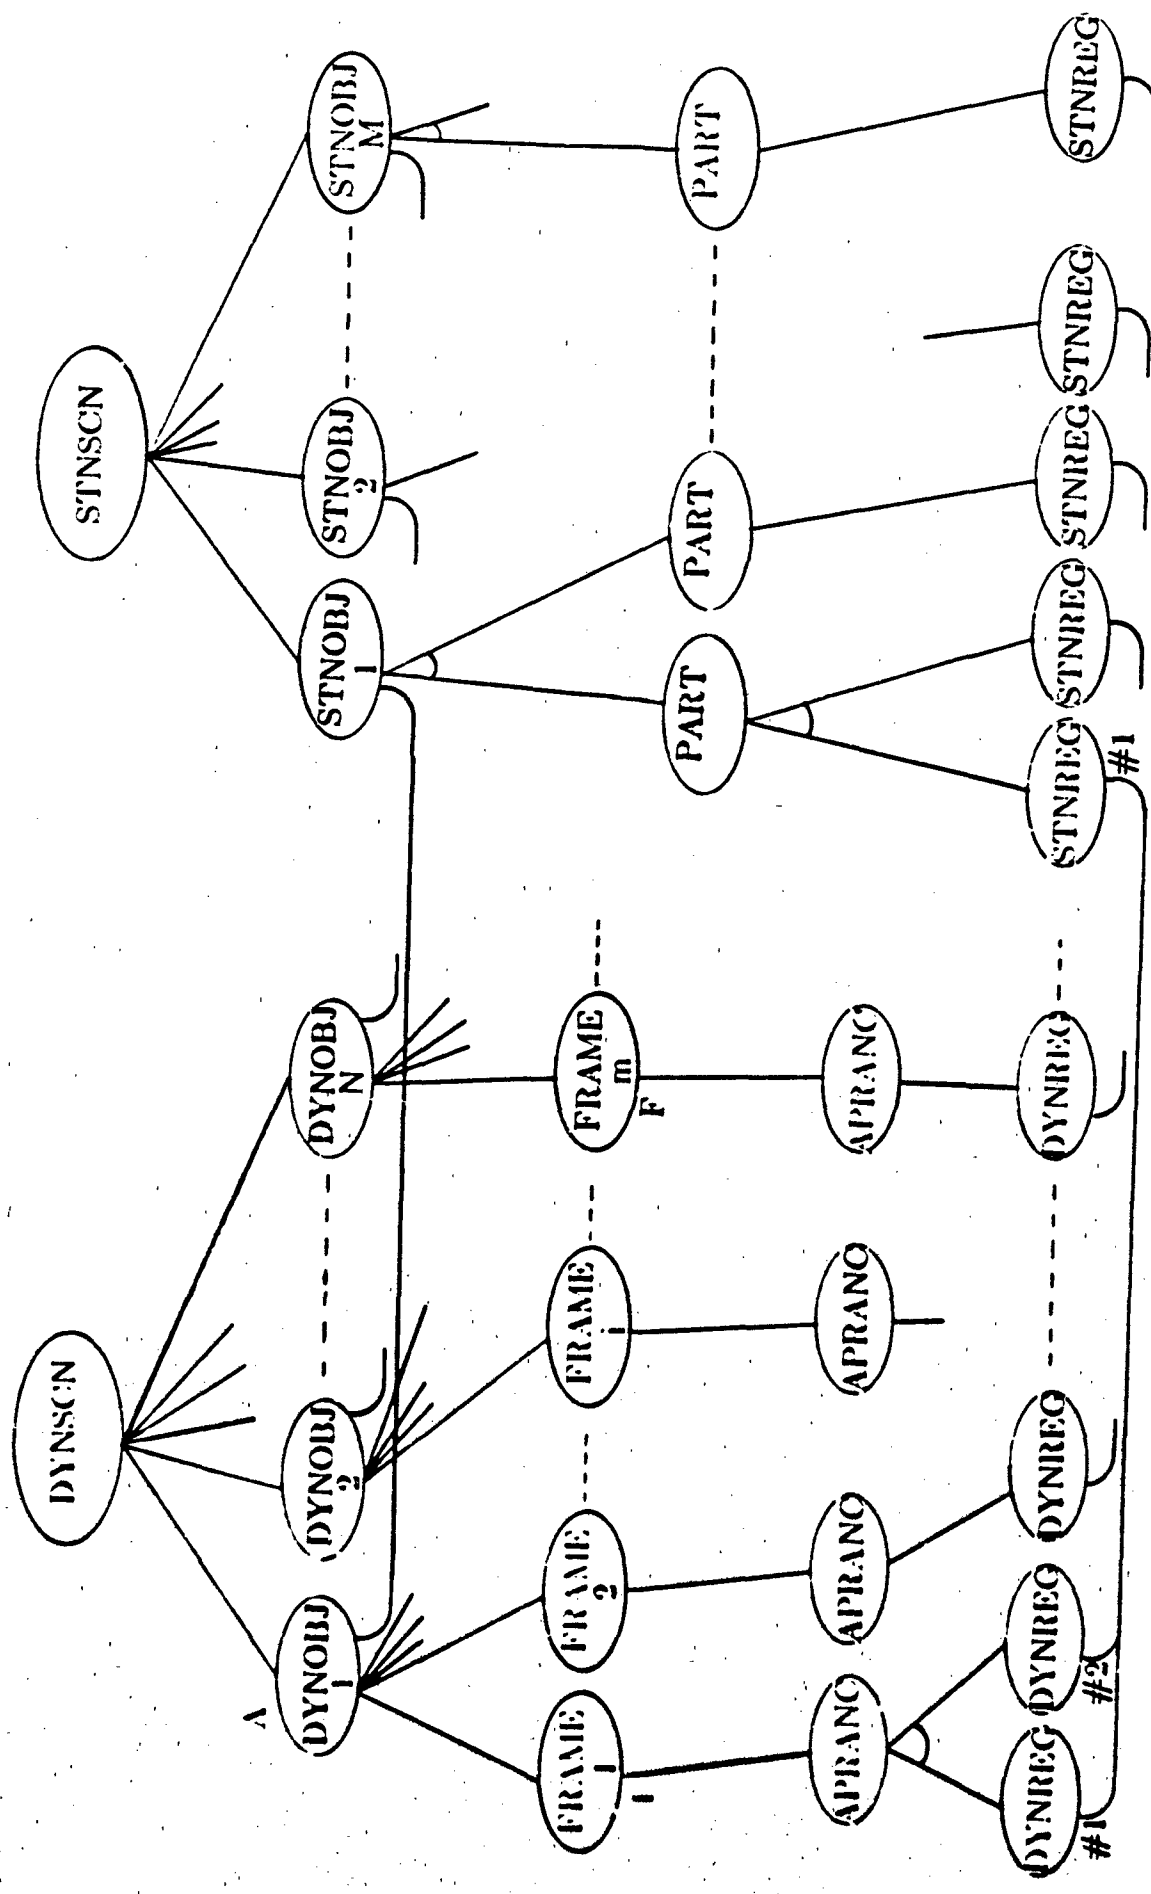 DYNSCN
STNSCN
A
DYNOBJ
1
DYNOBJ
2
DYNOBJ
N
STNOBJ
1
STNOBJ
2
STNOBJ
M
FRAME
1
1
FRAME
2
FRAME
i
FRAME
m
F
PART
PART
PART
APRANC
APRANC
APRANC
APRANC
DYNREG
#1
DYNREG
#2
DYNREG
DYNREG
STNREG
#1
STNREG
STNREG
STNREG
STNREG